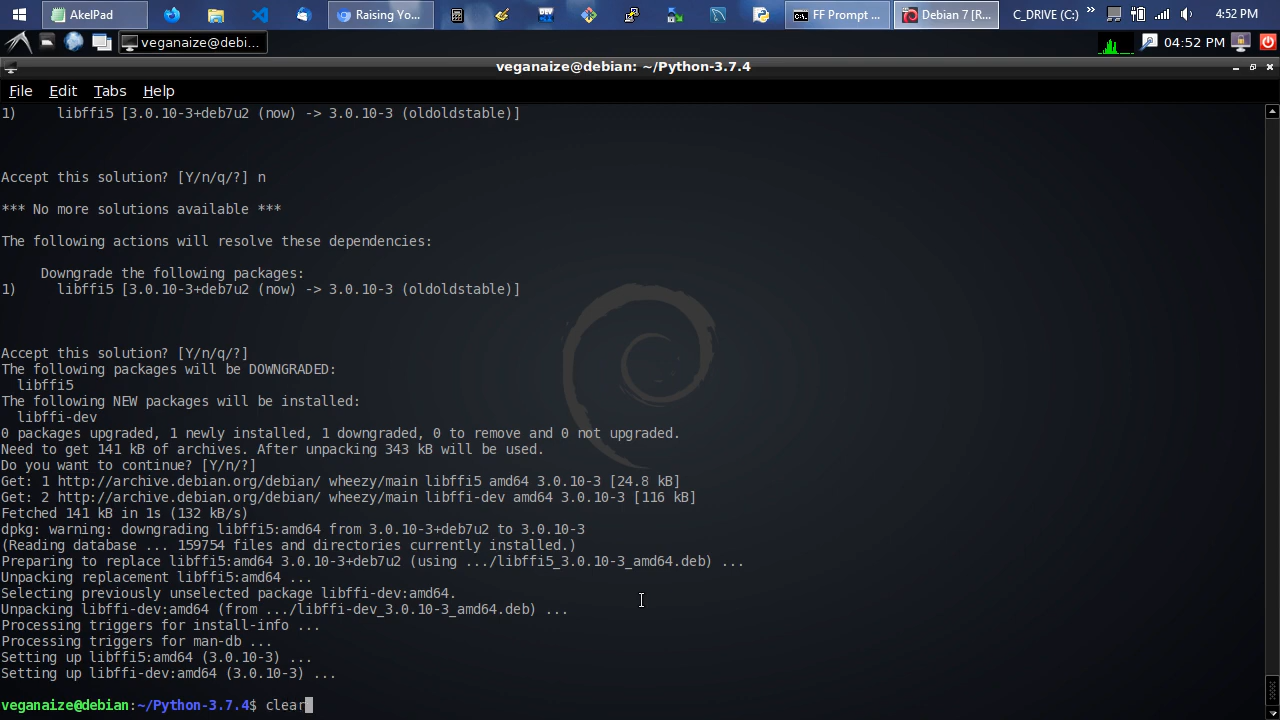 AkelPad
Raising Yo...
FF Prompt ...
Debian 7 [R...
C_DRIVE (C:)
»
4:52 PM
veganaize@debi...
04:52 PM
veganaize@debian: ~/Python-3.7.4
File Edit Tabs Help
1)     libffi5 [3.0.10-3+deb7u2 (now) -> 3.0.10-3 (oldoldstable)]
Accept this solution? [Y/n/q/?] n
*** No more solutions available ***
The following actions will resolve these dependencies:
     Downgrade the following packages:
1)     libffi5 [3.0.10-3+deb7u2 (now) -> 3.0.10-3 (oldoldstable)]
Accept this solution? [Y/n/q/?]
The following packages will be DOWNGRADED:
  libffi5
The following NEW packages will be installed:
  libffi-dev
0 packages upgraded, 1 newly installed, 1 downgraded, 0 to remove and 0 not upgraded.
Need to get 141 kB of archives. After unpacking 343 kB will be used.
Do you want to continue? [Y/n/?]
Get: 1 http://archive.debian.org/debian/ wheezy/main libffi5 amd64 3.0.10-3 [24.8 kB]
Get: 2 http://archive.debian.org/debian/ wheezy/main libffi-dev amd64 3.0.10-3 [116 kB]
Fetched 141 kB in 1s (132 kB/s)
dpkg: warning: downgrading libffi5:amd64 from 3.0.10-3+deb7u2 to 3.0.10-3
(Reading database ... 159754 files and directories currently installed.)
Preparing to replace libffi5:amd64 3.0.10-3+deb7u2 (using .../libffi5_3.0.10-3_amd64.deb) ...
Unpacking replacement libffi5:amd64 ...
Selecting previously unselected package libffi-dev:amd64.
Unpacking libffi-dev:amd64 (from .../libffi-dev_3.0.10-3_amd64.deb) ...
Processing triggers for install-info ...
Processing triggers for man-db ...
Setting up libffi5:amd64 (3.0.10-3) ...
Setting up libffi-dev:amd64 (3.0.10-3) ...
veganaize@debian:~/Python-3.7.4$ clear